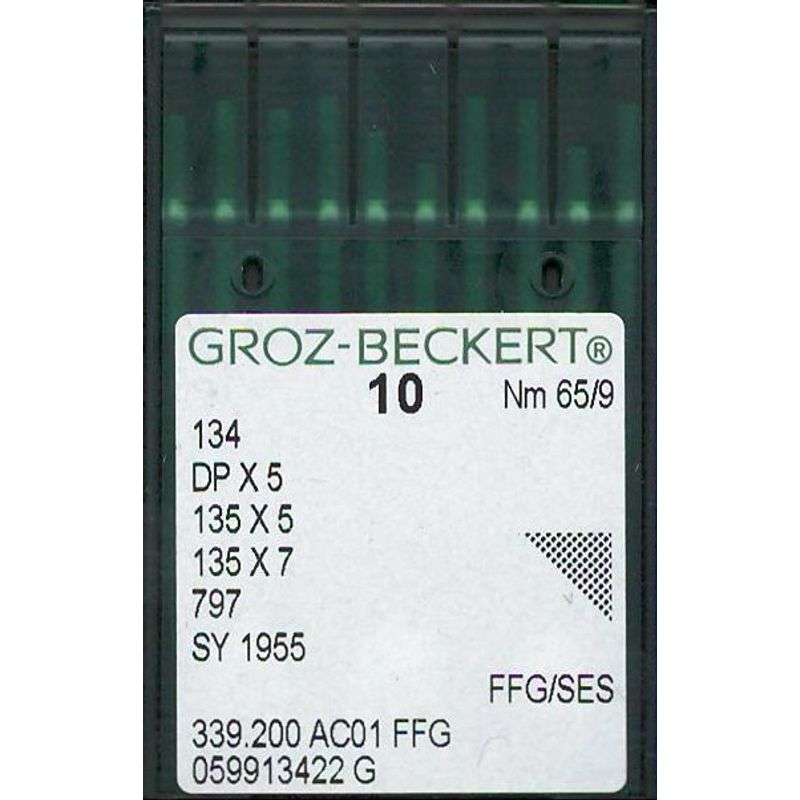 GROZ-BECKERT®
10 Nm 65/9
134
DP X 5
135 X 5
135 X 7
797
SY 1955
FFG/SES
339.200 AC01 FFG
059913422 G